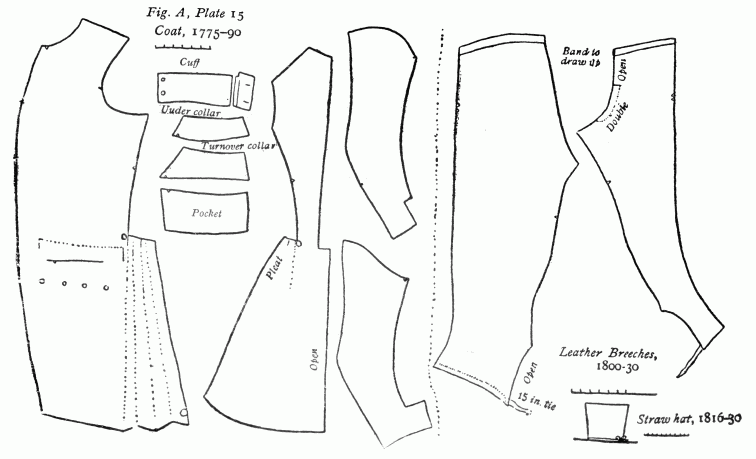 Fig. A, Plate 15
Coat, 1775-90
Cuff
Uuder collar
Turnover collar
Pocket
Pleat
Open
Band to
draw up
Open
Double
Open
15 in. tie
Leather Breeches,
1800-30
Straw hat, 1816-30